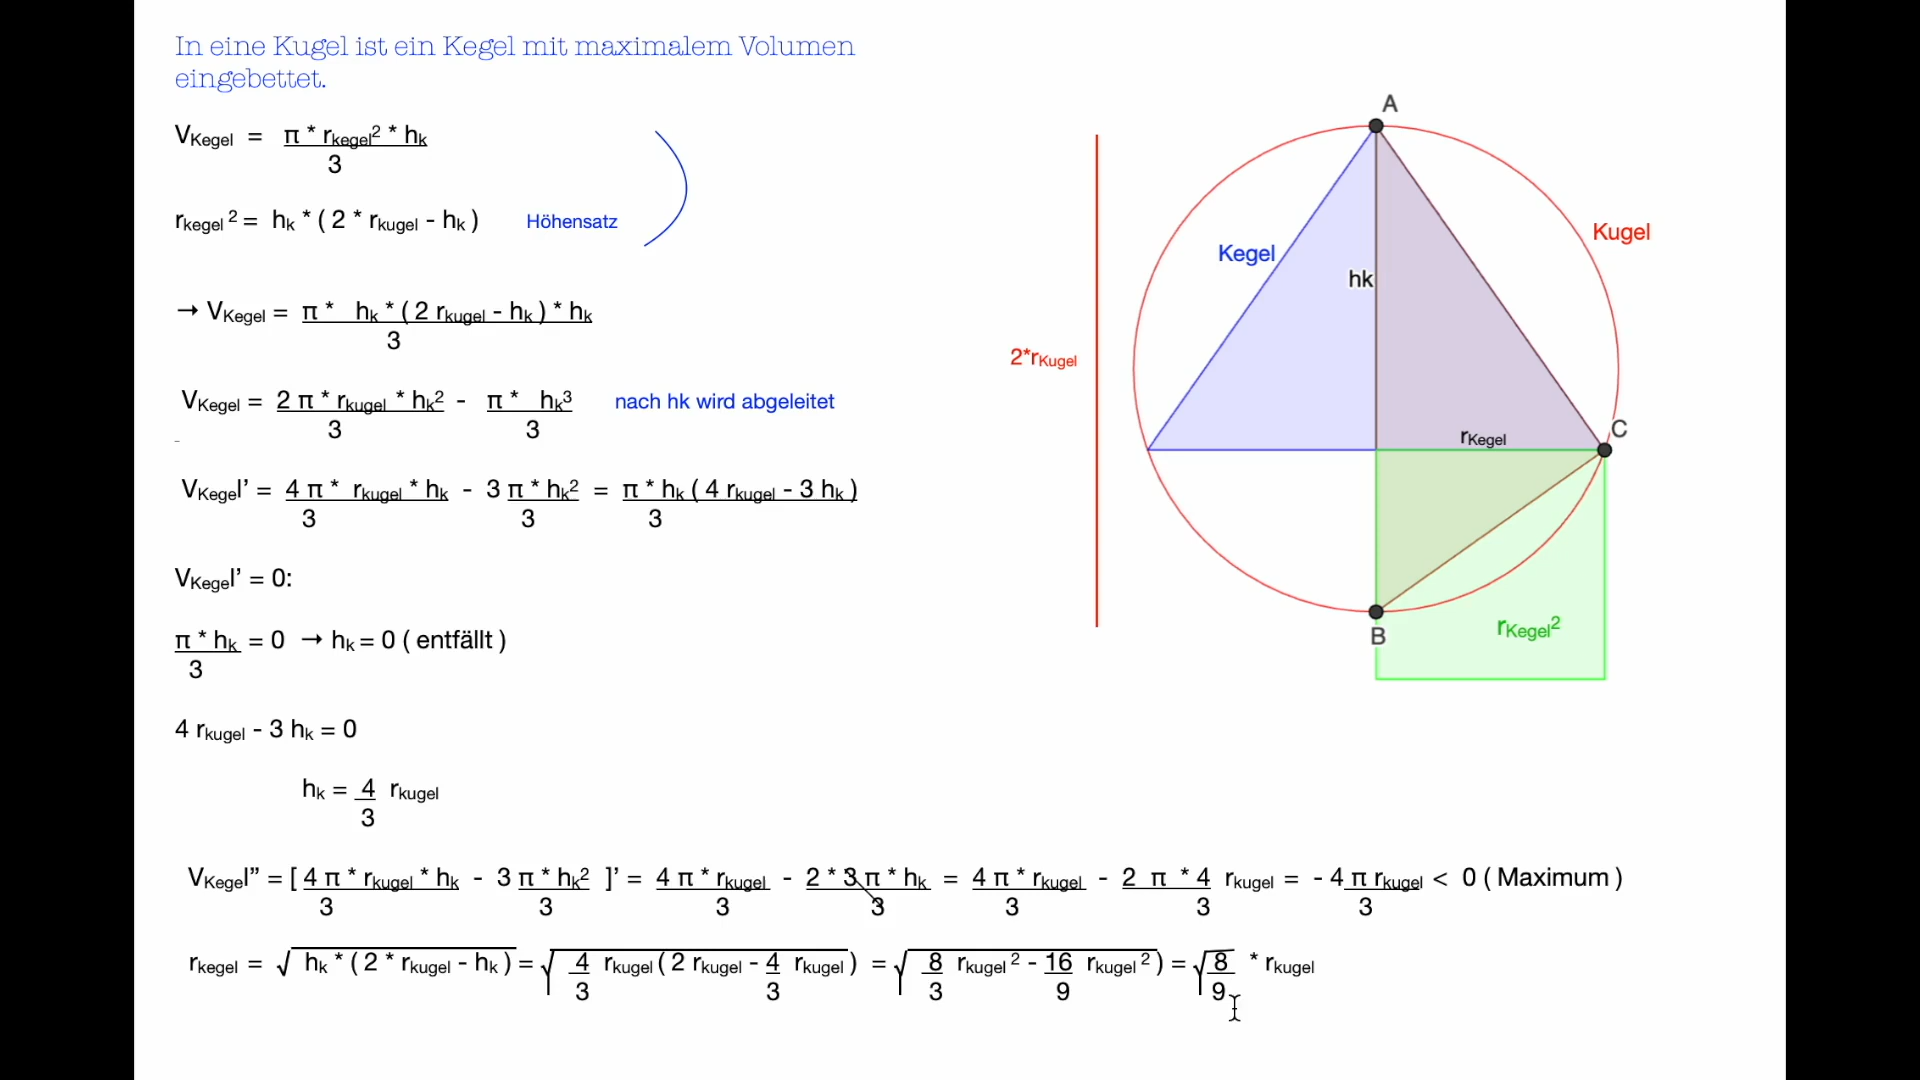 In eine Kugel ist ein Kegel mit maximalem Volumen
eingebettet.
VKegel = π * rkegel² * hk
3
rkegel ² = hk * ( 2 * rkugel - hk ) Höhensatz
→ VKegel = π * hk * ( 2 rkugel - hk ) * hk
3
VKegel = 2 π * rkugel * hk² - π * hk³ nach hk wird abgeleitet
3 3
VKegel’ = 4 π * rkugel * hk - 3 π * hk² = π * hk ( 4 rkugel - 3 hk )
3 3 3
VKegel’ = 0:
π * hk = 0 → hk = 0 ( entfällt )
3
4 rkugel - 3 hk = 0
hk = 4 rkugel
3
VKegel” = [ 4 π * rkugel * hk - 3 π * hk² ]’ = 4 π * rkugel - 2 * 3 π * hk = 4 π * rkugel - 2 π * 4 rkugel = - 4 π rkugel < 0 ( Maximum )
3 3 3 3 3 3 3
rkegel = √ hk * ( 2 * rkugel - hk ) = √ 4 rkugel ( 2 rkugel - 4 rkugel ) = √ 8 rkugel ² - 16 rkugel ² ) = √ 8 * rkugel
3 3 3 9 9
A
Kugel
Kegel
hk
2*rKugel
rKegel
C
B
rKegel²